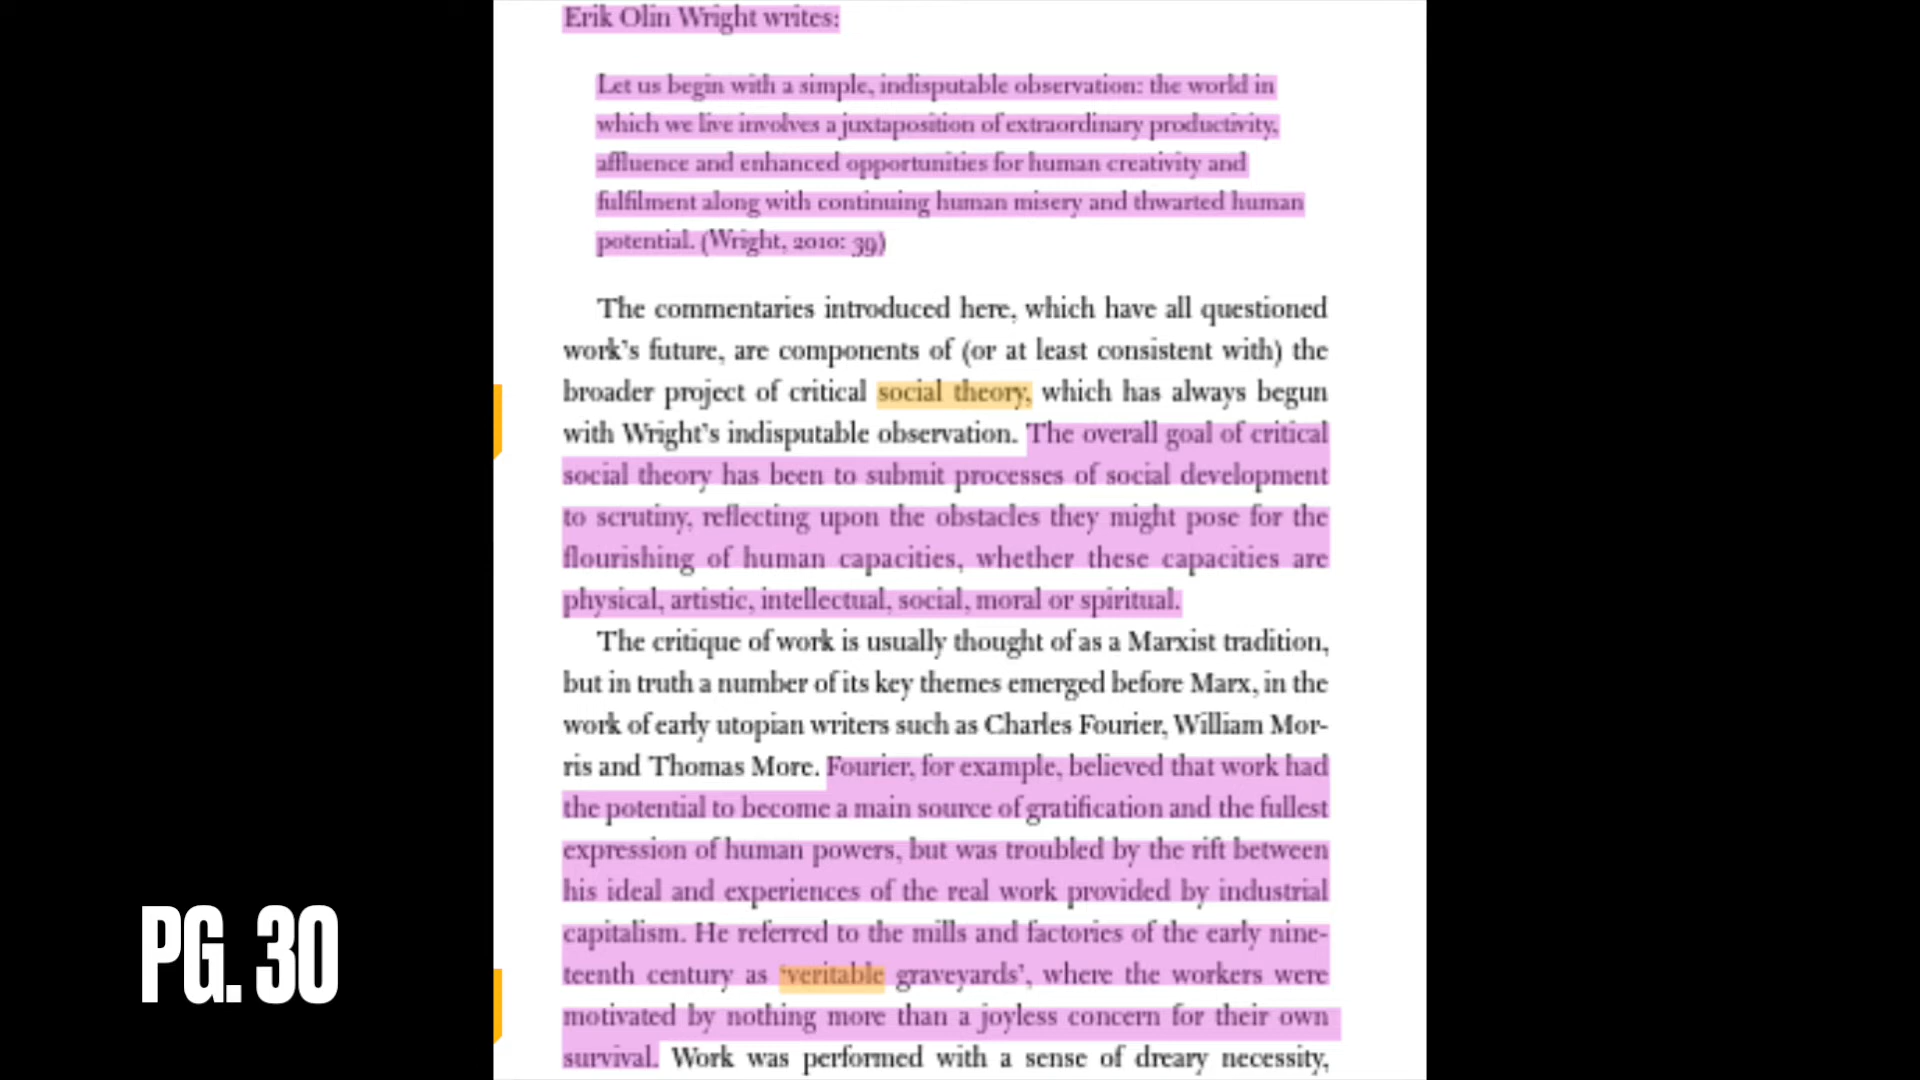 Erik Olin Wright writes:
Let us begin with a simple, indisputable observation: the world in
which we live involves a juxtaposition of extraordinary productivity,
affluence and enhanced opportunities for human creativity and
fulfilment along with continuing human misery and thwarted human
potential. (Wright, 2010: 39)
The commentaries introduced here, which have all questioned
work’s future, are components of (or at least consistent with) the
broader project of critical social theory, which has always begun
with Wright’s indisputable observation. The overall goal of critical
social theory has been to submit processes of social development
to scrutiny, reflecting upon the obstacles they might pose for the
flourishing of human capacities, whether these capacities are
physical, artistic, intellectual, social, moral or spiritual.
The critique of work is usually thought of as a Marxist tradition,
but in truth a number of its key themes emerged before Marx, in the
work of early utopian writers such as Charles Fourier, William Mor-
ris and Thomas More. Fourier, for example, believed that work had
the potential to become a main source of gratification and the fullest
expression of human powers, but was troubled by the rift between
his ideal and experiences of the real work provided by industrial
capitalism. He referred to the mills and factories of the early nine-
teenth century as ‘veritable graveyards’, where the workers were
motivated by nothing more than a joyless concern for their own
survival. Work was performed with a sense of dreary necessity,
PG. 30